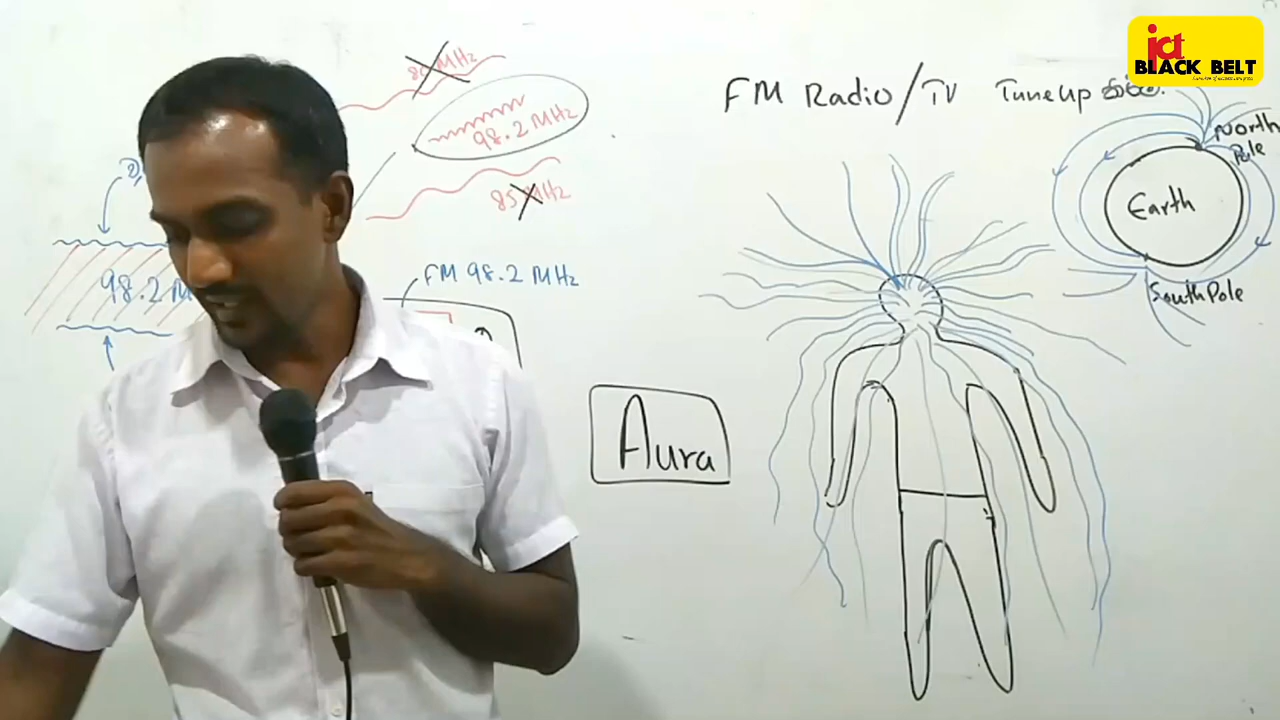 ict
BLACK BELT
FM Radio/TV Tuneup කිරීම.
80 MHz
98.2 MHz
85 MHz
North
Pole
Earth
South Pole
98.2 M
FM 98.2 MHz
Aura